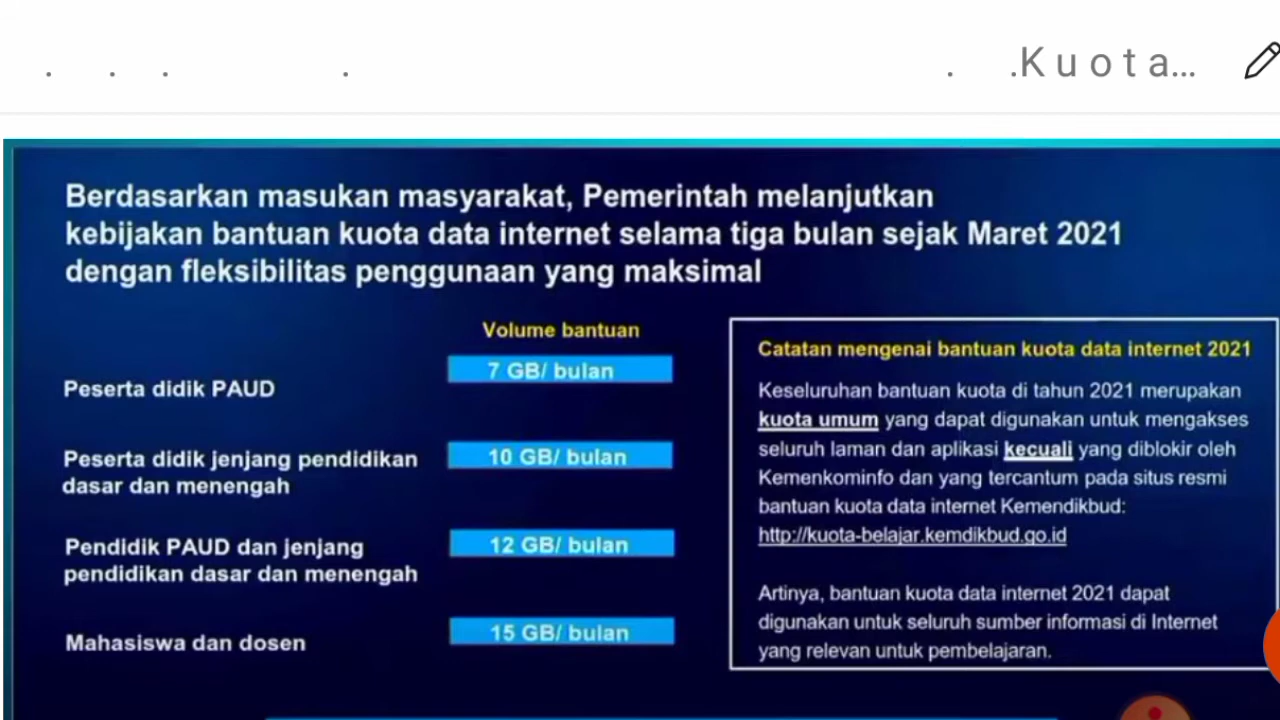 . . . . . .K u o t a...
Berdasarkan masukan masyarakat, Pemerintah melanjutkan
kebijakan bantuan kuota data internet selama tiga bulan sejak Maret 2021
dengan fleksibilitas penggunaan yang maksimal
Volume bantuan
Peserta didik PAUD
7 GB/ bulan
Peserta didik jenjang pendidikan
dasar dan menengah
10 GB/ bulan
Pendidik PAUD dan jenjang
pendidikan dasar dan menengah
12 GB/ bulan
Mahasiswa dan dosen
15 GB/ bulan
Catatan mengenai bantuan kuota data internet 2021
Keseluruhan bantuan kuota di tahun 2021 merupakan
kuota umum yang dapat digunakan untuk mengakses
seluruh laman dan aplikasi kecuali yang diblokir oleh
Kemenkominfo dan yang tercantum pada situs resmi
bantuan kuota data internet Kemendikbud:
http://kuota-belajar.kemdikbud.go.id
Artinya, bantuan kuota data internet 2021 dapat
digunakan untuk seluruh sumber informasi di Internet
yang relevan untuk pembelajaran.